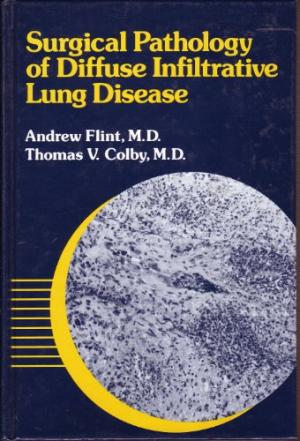 Surgical Pathology
of Diffuse Infiltrative
Lung Disease
Andrew Flint, M.D.
Thomas V. Colby, M.D.